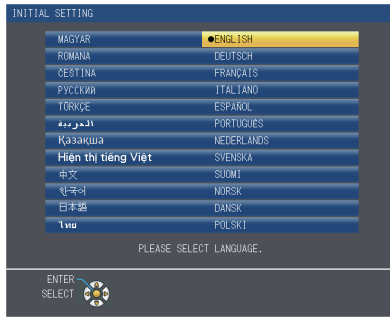 INITIAL SETTING
MAGYAR ●ENGLISH
ROMANA DEUTSCH
ČEŠTINA FRANÇAIS
РУССКИЙ ITALIANO
TÜRKÇE ESPAÑOL
العربية PORTUGUÊS
Қазақша NEDERLANDS
Hiện thị tiếng Việt SVENSKA
中文 SUOMI
한국어 NORSK
日本語 DANSK
ไทย POLSKI
PLEASE SELECT LANGUAGE.
ENTER
SELECT